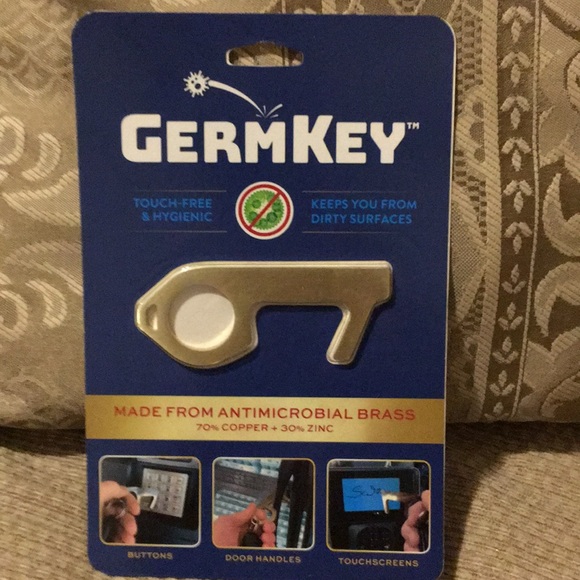 GERMKEY™
TOUCH-FREE
& HYGIENIC
KEEPS YOU FROM
DIRTY SURFACES
MADE FROM ANTIMICROBIAL BRASS
70% COPPER + 30% ZINC
BUTTONS
DOOR HANDLES
TOUCHSCREENS